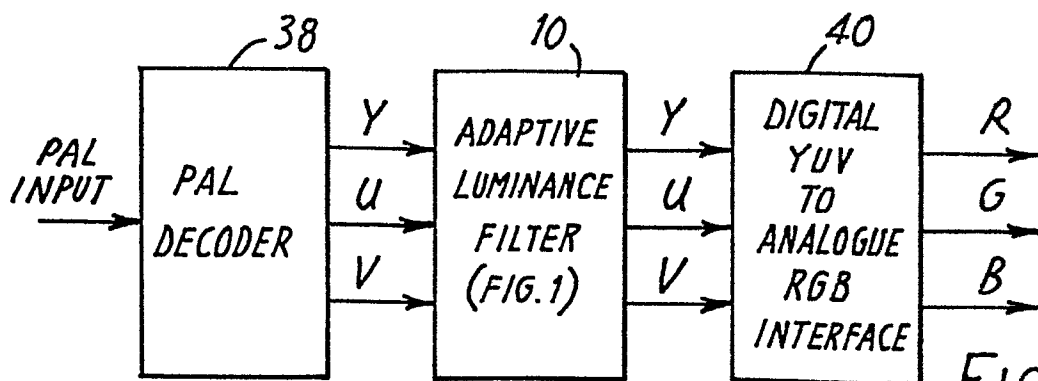 38
10
40
PAL
INPUT
PAL
DECODER
Y
U
V
ADAPTIVE
LUMINANCE
FILTER
(FIG.1)
Y
U
V
DIGITAL
YUV
TO
ANALOGUE
RGB
INTERFACE
R
G
B